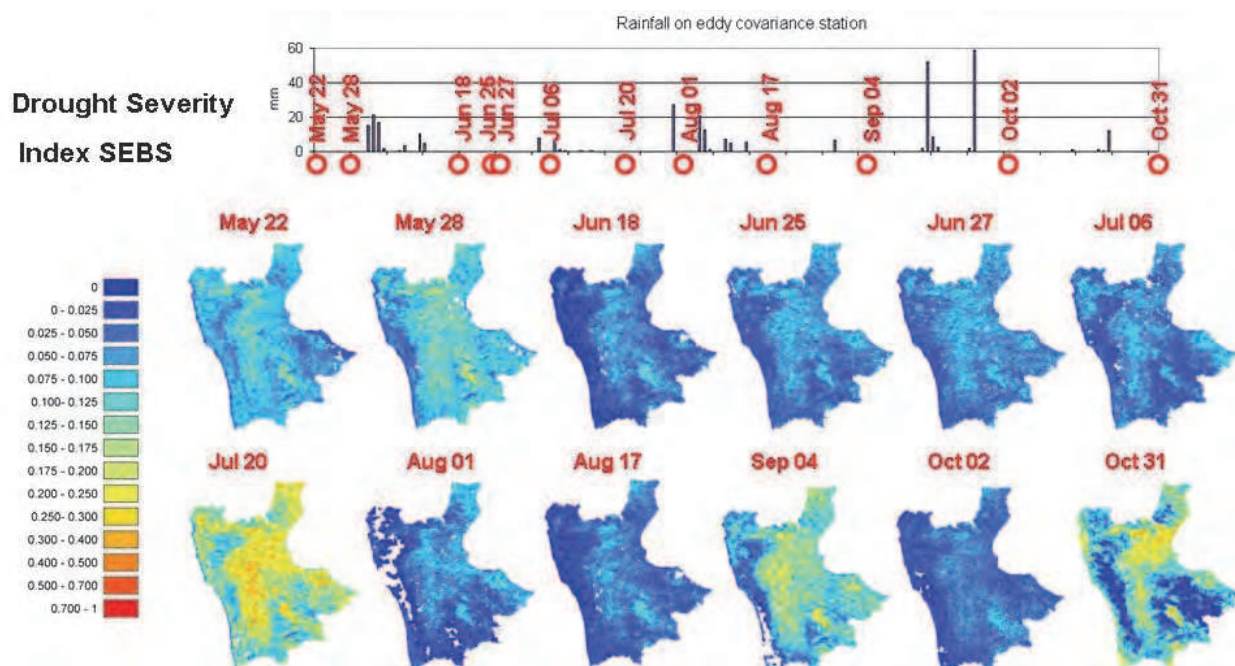 Rainfall on eddy covariance station
Drought Severity
Index SEBS
mm
60
40
20
0
May 22
May 28
Jun 18
Jun 25
Jun 27
Jul 06
Jul 20
Aug 01
Aug 17
Sep 04
Oct 02
Oct 31
May 22 May 28 Jun 18 Jun 25 Jun 27 Jul 06
0
0 - 0.025
0.025 - 0.050
0.050 - 0.075
0.075 - 0.100
0.100- 0.125
0.125 - 0.150
0.150 - 0.175
0.175 - 0.200
0.200 - 0.250
0.250- 0.300
0.300 - 0.400
0.400 - 0.500
0.500 - 0.700
0.700 - 1
Jul 20 Aug 01 Aug 17 Sep 04 Oct 02 Oct 31